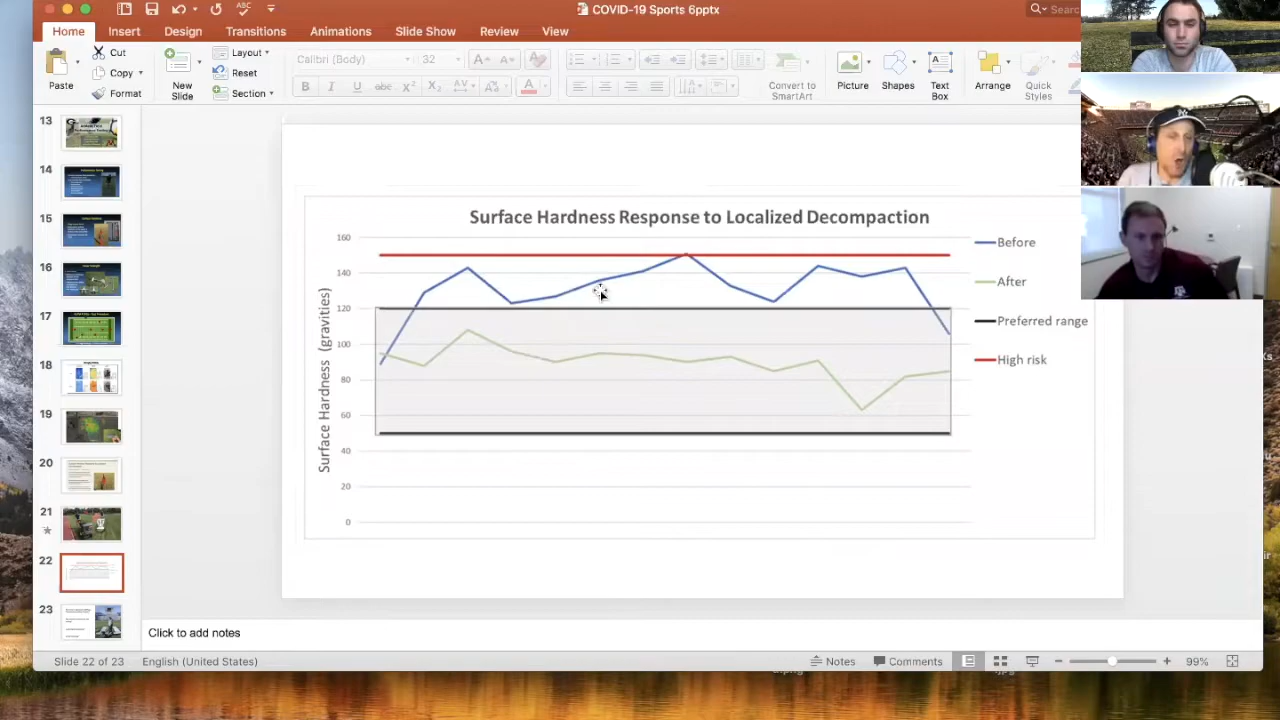 COVID-19 Sports 6pptx
Home Insert Design Transitions Animations Slide Show Review View
Paste
Cut
Copy
Format
New Slide
Layout
Reset
Section
Calibri (Body) 32
Convert to SmartArt
Picture
Shapes
Text Box
Arrange
Quick Styles
13
14
15
16
17
18
19
20
21
22
23
Surface Hardness Response to Localized Decompaction
Surface Hardness (gravities)
160
140
120
100
80
60
40
20
0
Before
After
Preferred range
High risk
Click to add notes
Slide 22 of 23 English (United States) Notes Comments 99%